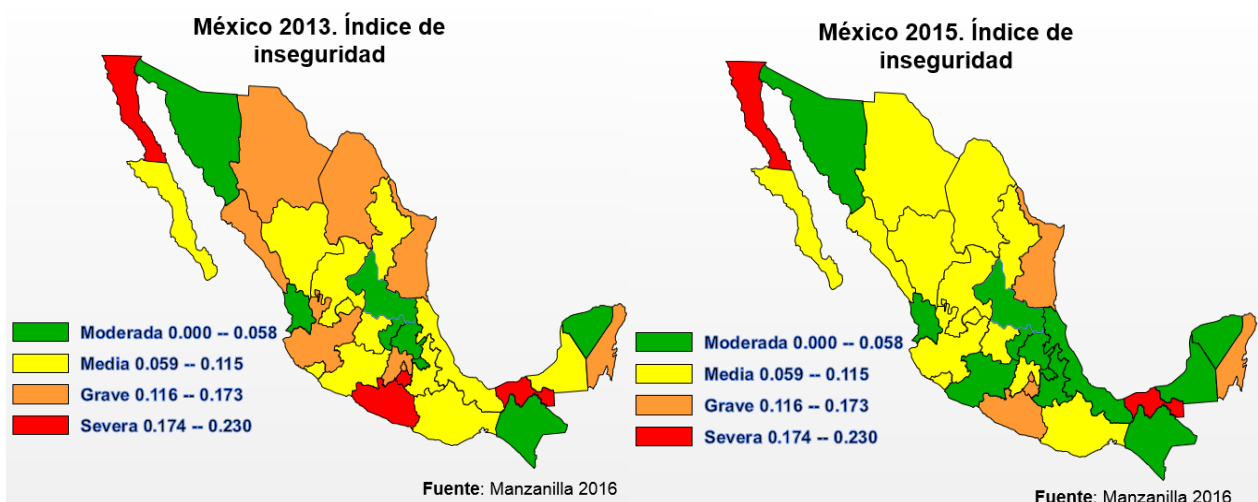 México 2013. Índice de
inseguridad
Moderada 0.000 -- 0.058
Media 0.059 -- 0.115
Grave 0.116 -- 0.173
Severa 0.174 -- 0.230
Fuente: Manzanilla 2016
México 2015. Índice de
inseguridad
Moderada 0.000 -- 0.058
Media 0.059 -- 0.115
Grave 0.116 -- 0.173
Severa 0.174 -- 0.230
Fuente: Manzanilla 2016